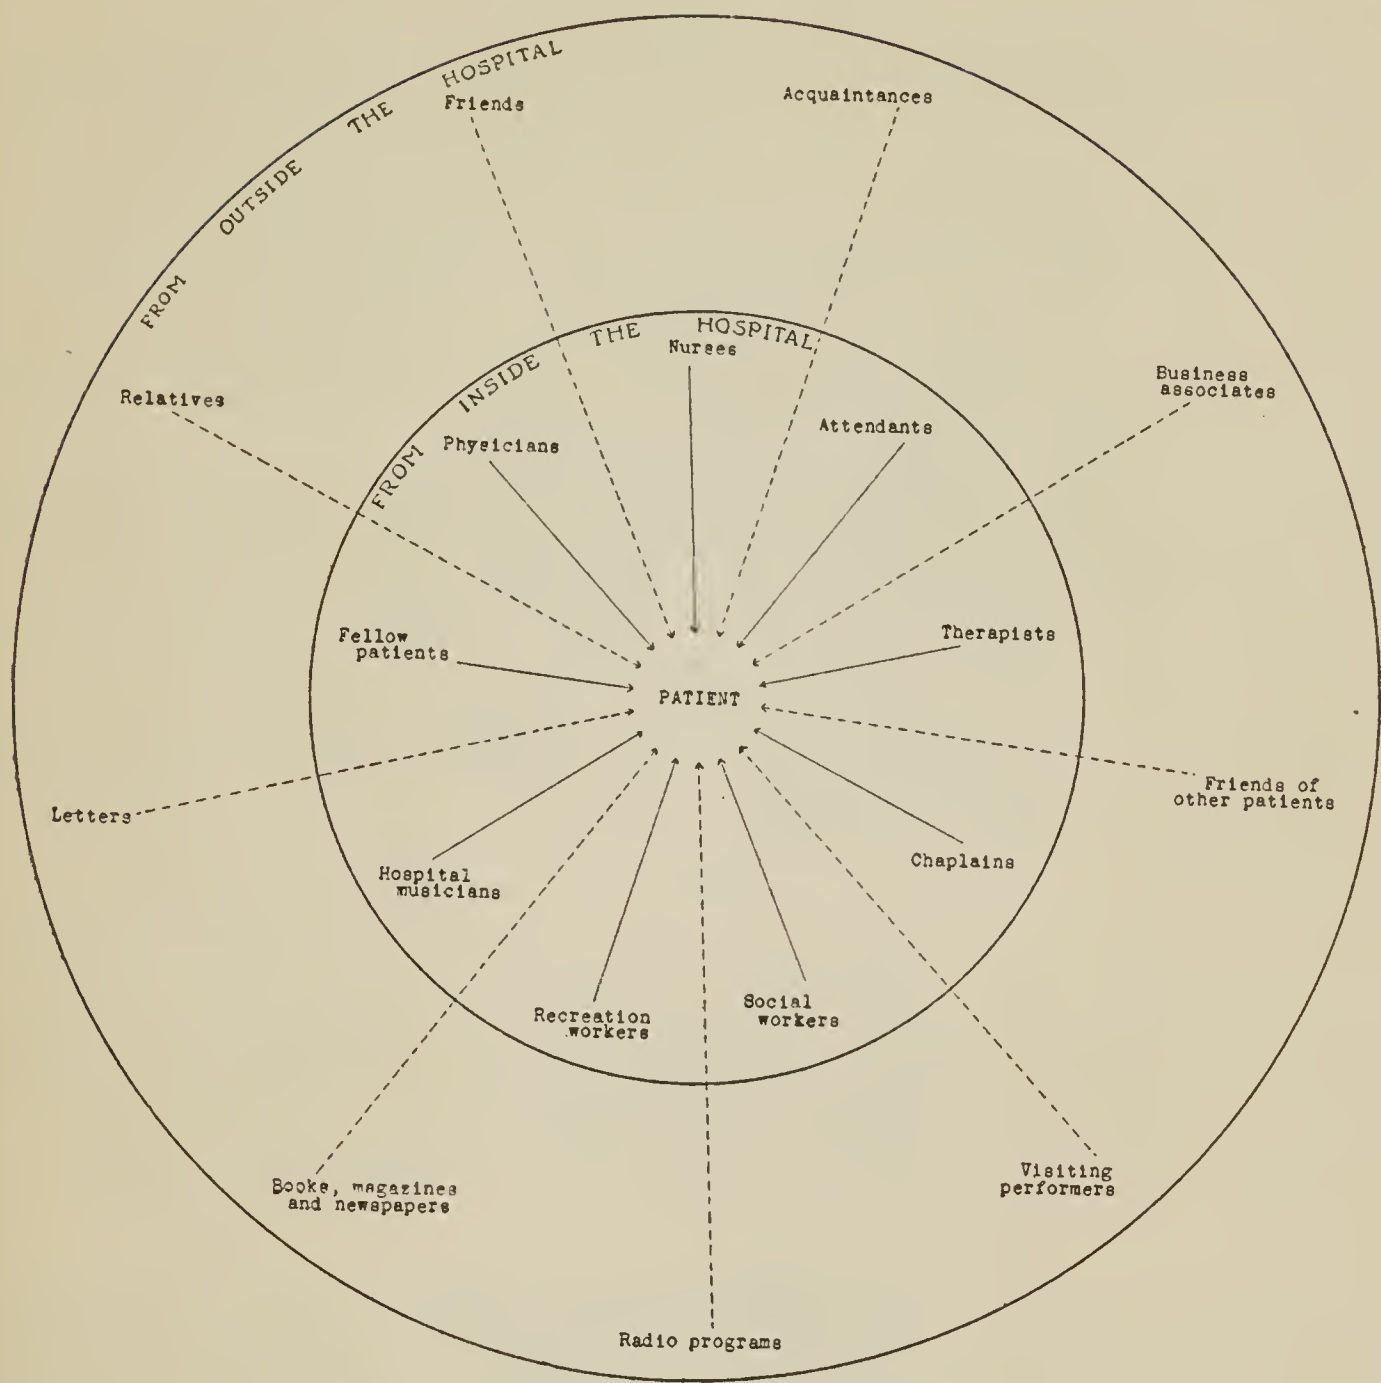 FROM OUTSIDE THE HOSPITAL
Friends
Acquaintances
FROM INSIDE THE HOSPITAL
Nurses
Relatives
Business
associates
Physicians
Attendants
Fellow
patients
Therapists
PATIENT
Letters
Friends of
other patients
Hospital
musicians
Chaplains
Recreation
workers
Social
workers
Books, magazines
and newspapers
Visiting
performers
Radio programs